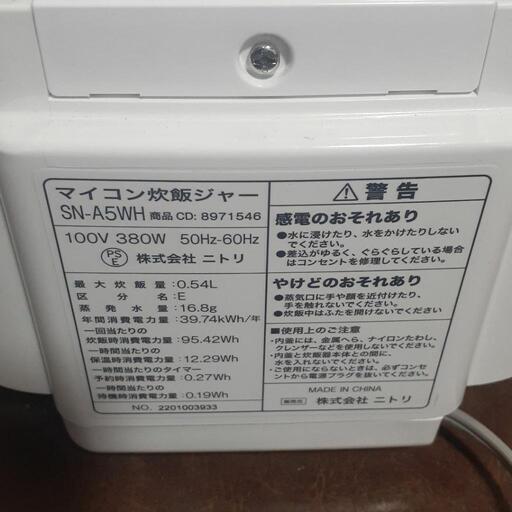 マイコン炊飯ジャー
SN-A5WH 商品CD: 8971546
100V 380W 50Hz-60Hz
PS E 株式会社 ニトリ
最大炊飯量: 0.54L
区分名: E
蒸発水量: 16.8g
年間消費電力量: 39.74kWh/年
一回当たりの
炊飯時消費電力量: 95.42Wh
一時間当たりの
保温時消費電力量: 12.29Wh
一時間当たりのタイマー
予約時消費電力量: 0.27Wh
一時間当たりの
待機時消費電力量: 0.19Wh
NO. 2201003933
警告
感電のおそれあり
●水に浸けたり、水をかけたりしない
でください。
●差込がゆるく、ぐらぐらしている場合
はコンセントを修理してください。
やけどのおそれあり
●蒸気口に手や顔を近付けたり、
手を触れないでください。
●炊飯中はふたを開けないでください
■使用上のご注意
・内釜には、金属へら、ナイロンたわし、
クレンザーなどを使用しないでください。
・内釜と炊飯器本体との間に、
水を入れないでください。
・ご使用にならないときは、必ずコンセ
ントから電源プラグを抜いてください。
MADE IN CHINA
販売元 株式会社 ニトリ